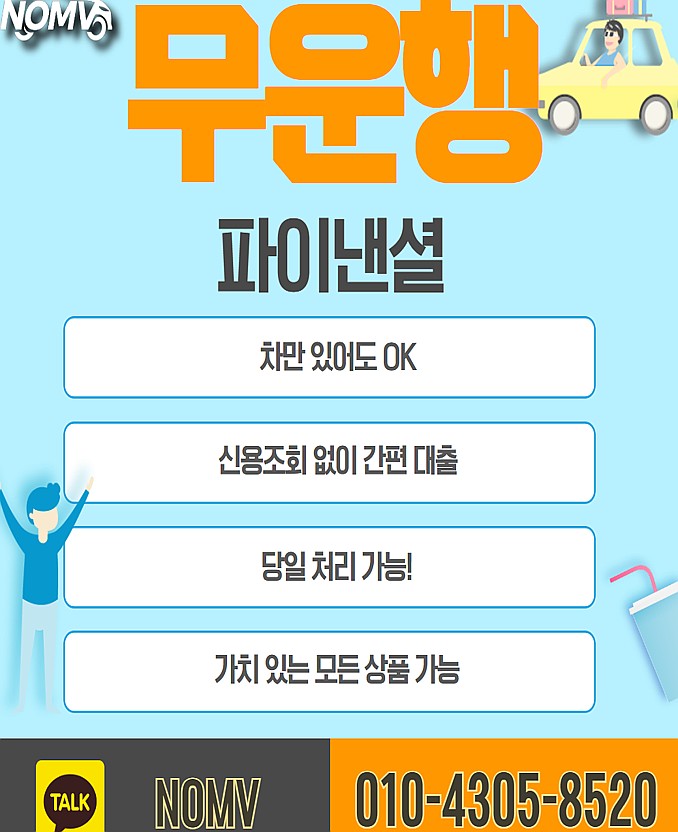 NOMV
무운행
파이낸셜
차만 있어도 OK
신용조회 없이 간편 대출
당일 처리 가능!
가치 있는 모든 상품 가능
TALK
NOMV
010-4305-8520